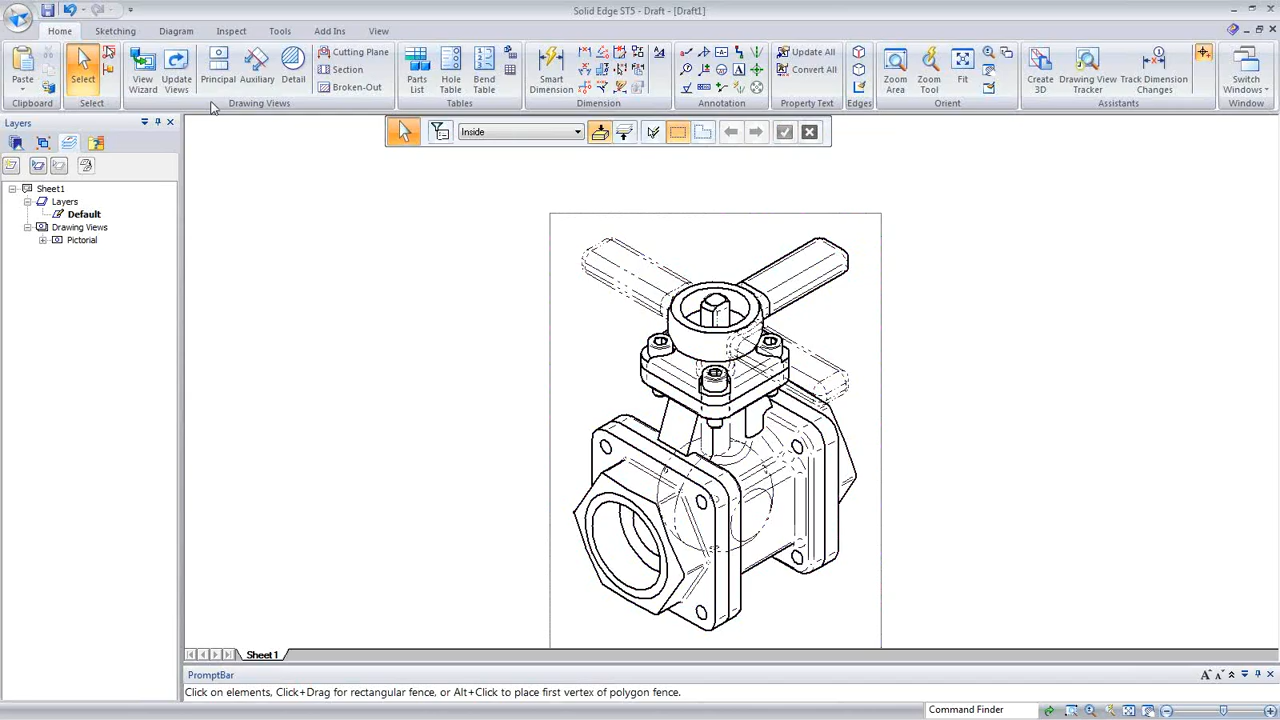 Solid Edge ST5 - Draft - [Draft1]
Home Sketching Diagram Inspect Tools Add Ins View
Paste
Select
View Wizard
Update Views
Principal
Auxiliary
Detail
Cutting Plane
Section
Broken-Out
Parts List
Hole Table
Bend Table
Smart Dimension
Update All
Convert All
Zoom Area
Zoom Tool
Fit
Create 3D
Drawing View Tracker
Track Dimension Changes
Switch Windows
Clipboard Select Drawing Views Tables Dimension Annotation Property Text Edges Orient Assistants Window
Layers
Inside
Sheet1
Layers
Default
Drawing Views
Pictorial
Sheet1
PromptBar
Click on elements, Click+Drag for rectangular fence, or Alt+Click to place first vertex of polygon fence.
Command Finder